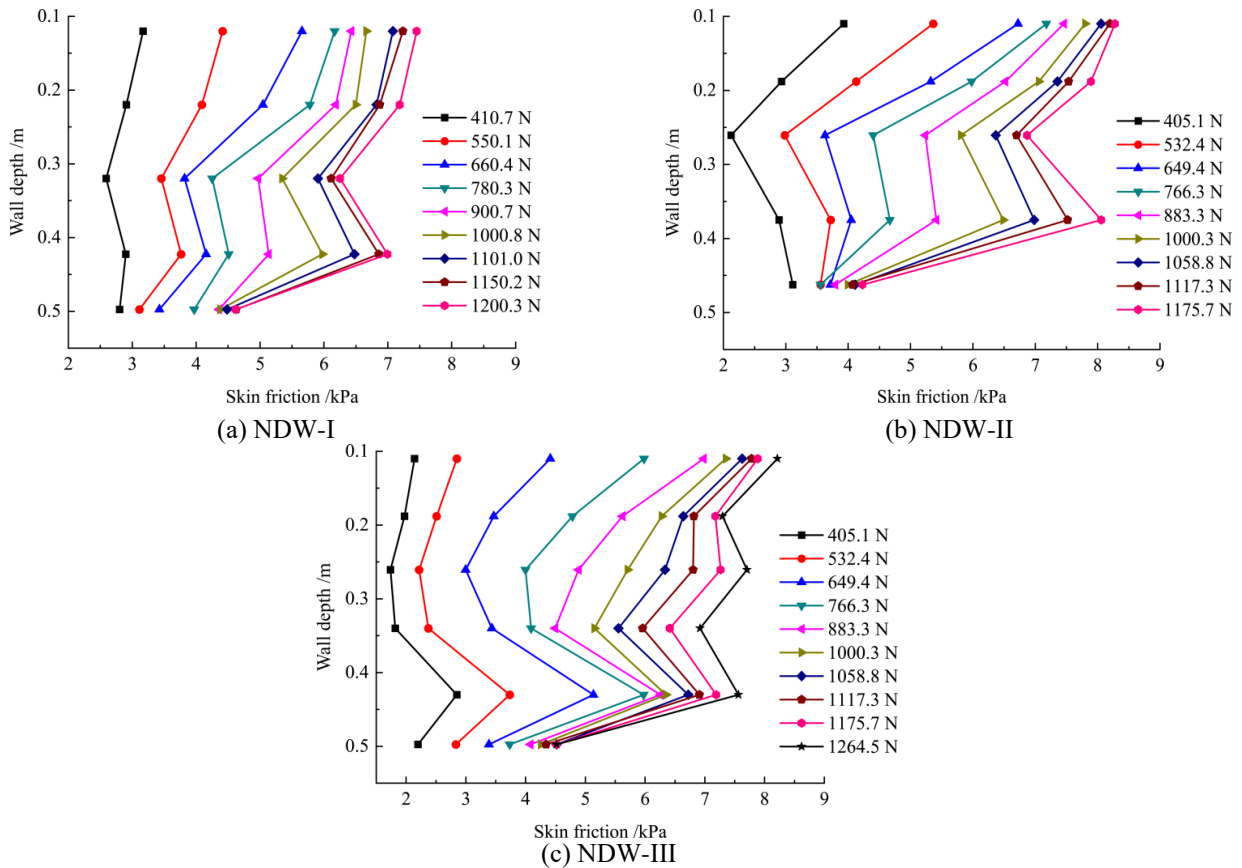 0.1
0.2
0.3
0.4
0.5
Wall depth /m
2 3 4 5 6 7 8 9
Skin friction /kPa
410.7 N
550.1 N
660.4 N
780.3 N
900.7 N
1000.8 N
1101.0 N
1150.2 N
1200.3 N
(a) NDW-I
0.1
0.2
0.3
0.4
0.5
Wall depth /m
2 3 4 5 6 7 8 9
Skin friction /kPa
405.1 N
532.4 N
649.4 N
766.3 N
883.3 N
1000.3 N
1058.8 N
1117.3 N
1175.7 N
(b) NDW-II
0.1
0.2
0.3
0.4
0.5
Wall depth /m
2 3 4 5 6 7 8 9
Skin friction /kPa
405.1 N
532.4 N
649.4 N
766.3 N
883.3 N
1000.3 N
1058.8 N
1117.3 N
1175.7 N
1264.5 N
(c) NDW-III